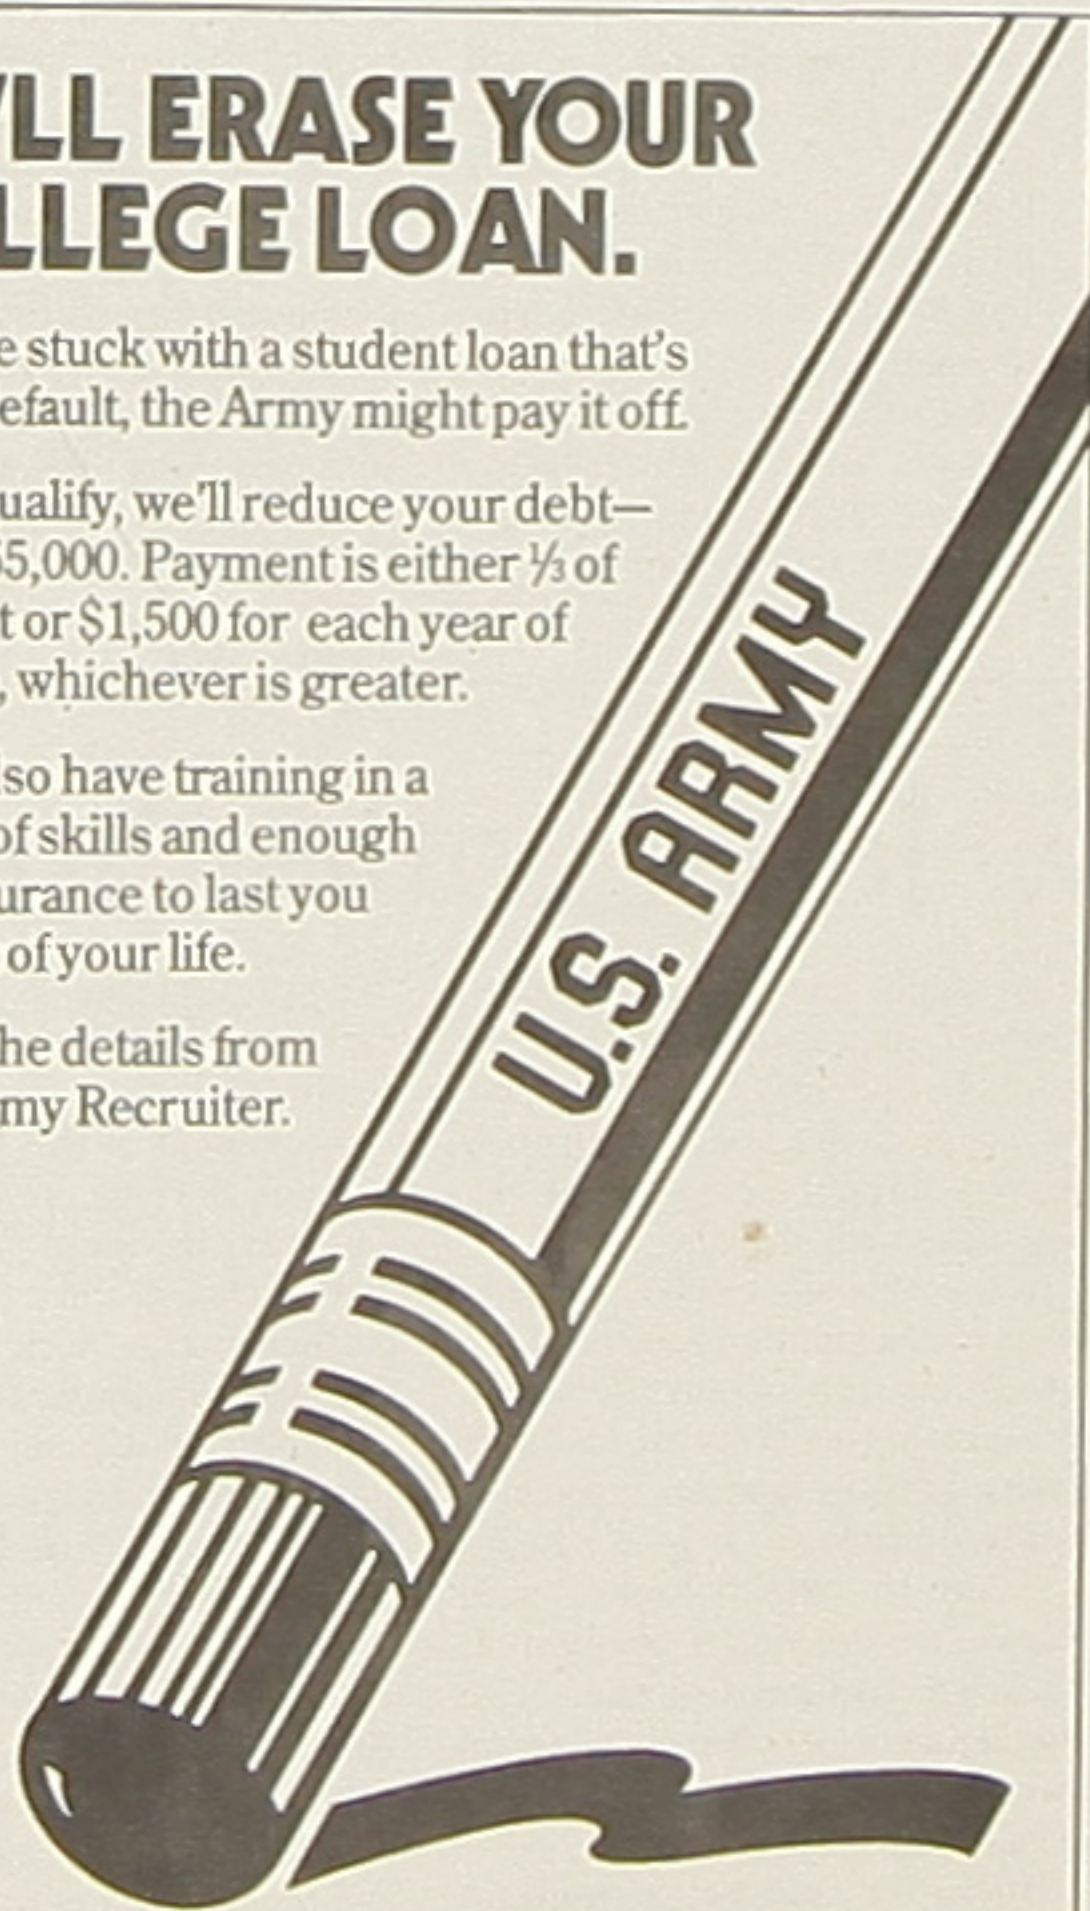 'LL ERASE YOUR
LLEGE LOAN.
e stuck with a student loan that's
efault, the Army might pay it off.
ualify, we'll reduce your debt—
5,000. Payment is either ⅓ of
t or $1,500 for each year of
, whichever is greater.
lso have training in a
of skills and enough
urance to last you
of your life.
he details from
my Recruiter.
U.S. ARMY